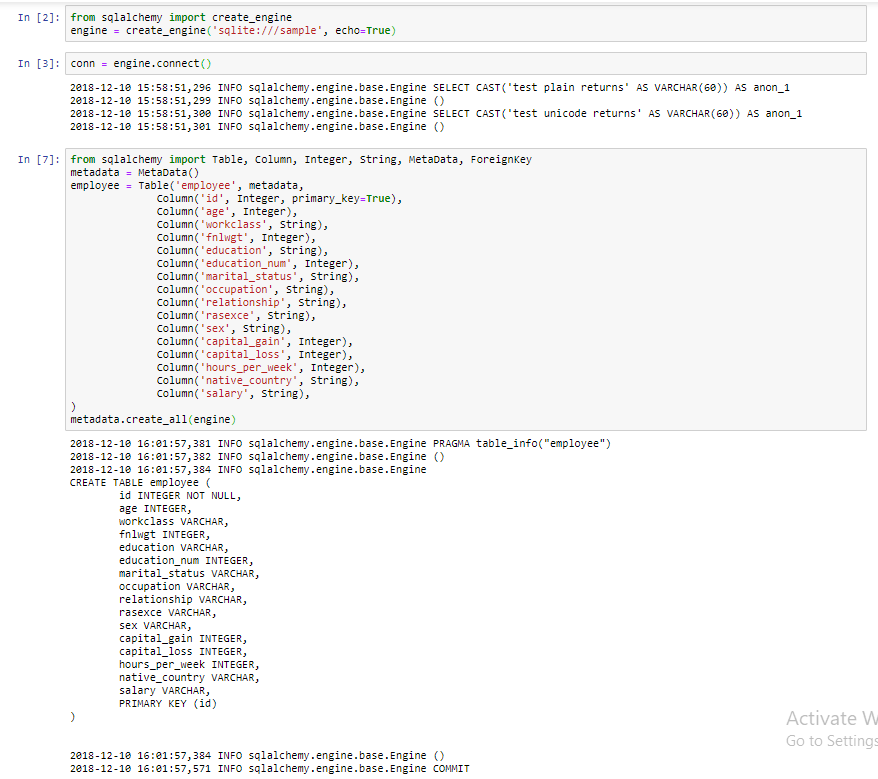 In [2]: from sqlalchemy import create_engine
engine = create_engine('sqlite:///sample', echo=True)
In [3]: conn = engine.connect()
2018-12-10 15:58:51,296 INFO sqlalchemy.engine.base.Engine SELECT CAST('test plain returns' AS VARCHAR(60)) AS anon_1
2018-12-10 15:58:51,299 INFO sqlalchemy.engine.base.Engine ()
2018-12-10 15:58:51,300 INFO sqlalchemy.engine.base.Engine SELECT CAST('test unicode returns' AS VARCHAR(60)) AS anon_1
2018-12-10 15:58:51,301 INFO sqlalchemy.engine.base.Engine ()
In [7]: from sqlalchemy import Table, Column, Integer, String, MetaData, ForeignKey
metadata = MetaData()
employee = Table('employee', metadata,
Column('id', Integer, primary_key=True),
Column('age', Integer),
Column('workclass', String),
Column('fnlwgt', Integer),
Column('education', String),
Column('education_num', Integer),
Column('marital_status', String),
Column('occupation', String),
Column('relationship', String),
Column('rasexce', String),
Column('sex', String),
Column('capital_gain', Integer),
Column('capital_loss', Integer),
Column('hours_per_week', Integer),
Column('native_country', String),
Column('salary', String),
)
metadata.create_all(engine)
2018-12-10 16:01:57,381 INFO sqlalchemy.engine.base.Engine PRAGMA table_info("employee")
2018-12-10 16:01:57,382 INFO sqlalchemy.engine.base.Engine ()
2018-12-10 16:01:57,384 INFO sqlalchemy.engine.base.Engine
CREATE TABLE employee (
id INTEGER NOT NULL,
age INTEGER,
workclass VARCHAR,
fnlwgt INTEGER,
education VARCHAR,
education_num INTEGER,
marital_status VARCHAR,
occupation VARCHAR,
relationship VARCHAR,
rasexce VARCHAR,
sex VARCHAR,
capital_gain INTEGER,
capital_loss INTEGER,
hours_per_week INTEGER,
native_country VARCHAR,
salary VARCHAR,
PRIMARY KEY (id)
)
Activate W
Go to Settings
2018-12-10 16:01:57,384 INFO sqlalchemy.engine.base.Engine ()
2018-12-10 16:01:57,571 INFO sqlalchemy.engine.base.Engine COMMIT